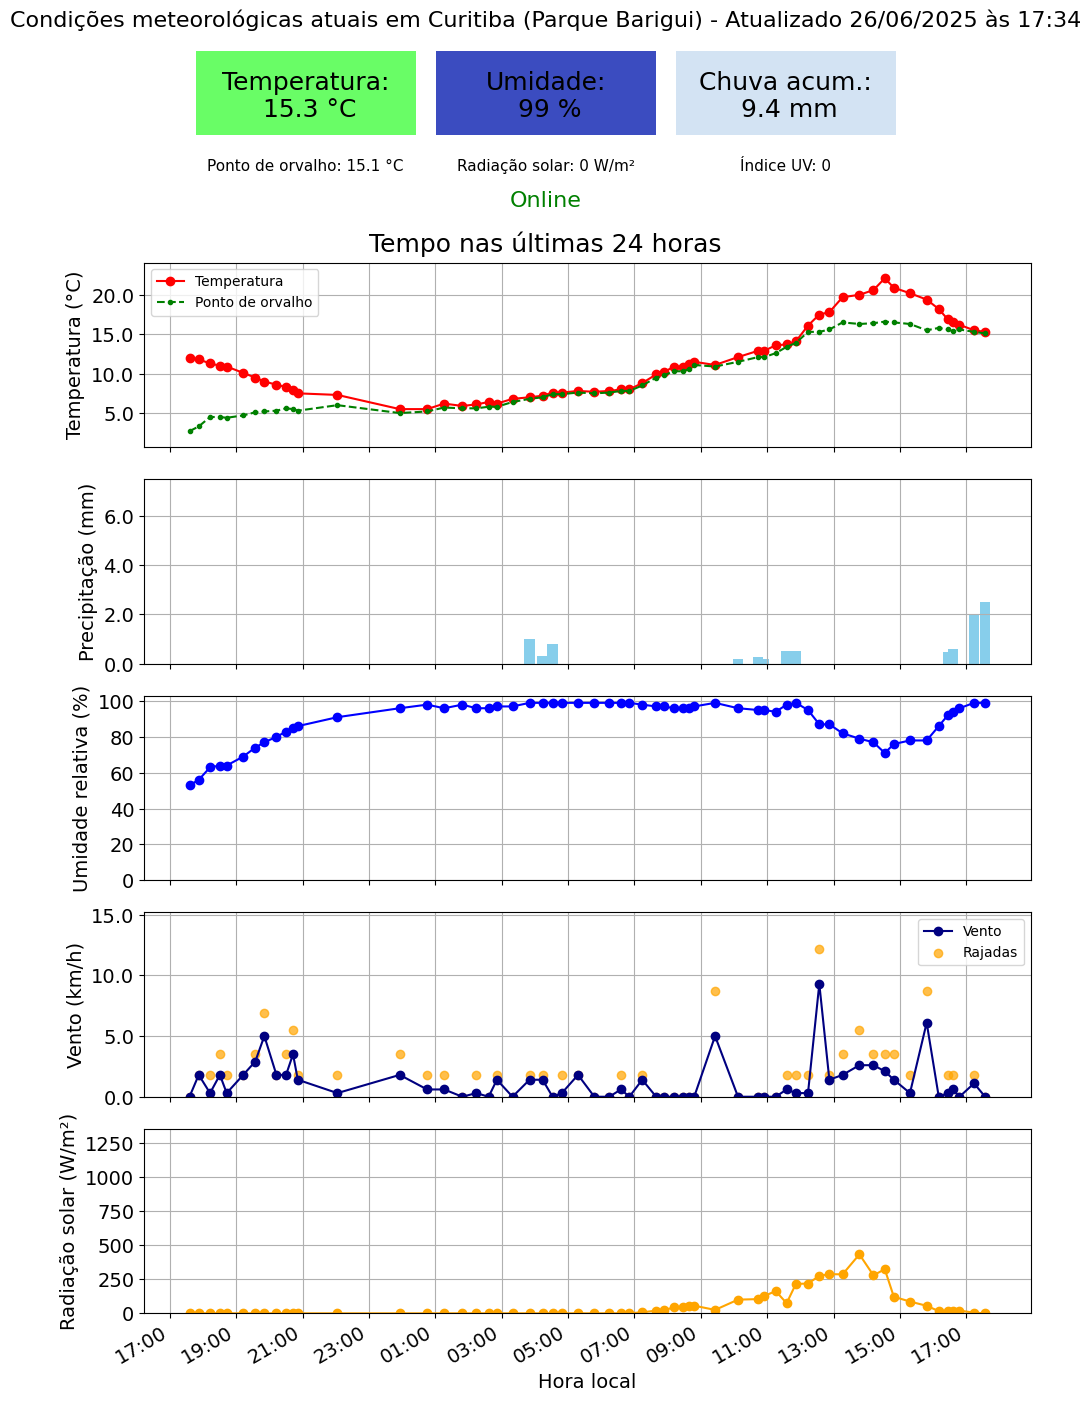 Condições meteorológicas atuais em Curitiba (Parque Barigui) - Atualizado 26/06/2025 às 17:34
Temperatura:
15.3 °C
Umidade:
99 %
Chuva acum.:
9.4 mm
Ponto de orvalho: 15.1 °C
Radiação solar: 0 W/m²
Índice UV: 0
Online
Tempo nas últimas 24 horas
Temperatura (°C)
20.0
15.0
10.0
5.0
Temperatura
Ponto de orvalho
Precipitação (mm)
6.0
4.0
2.0
0.0
Umidade relativa (%)
100
80
60
40
20
0
Vento (km/h)
15.0
10.0
5.0
0.0
Vento
Rajadas
Radiação solar (W/m²)
1250
1000
750
500
250
0
17:00 19:00 21:00 23:00 01:00 03:00 05:00 07:00 09:00 11:00 13:00 15:00 17:00
Hora local